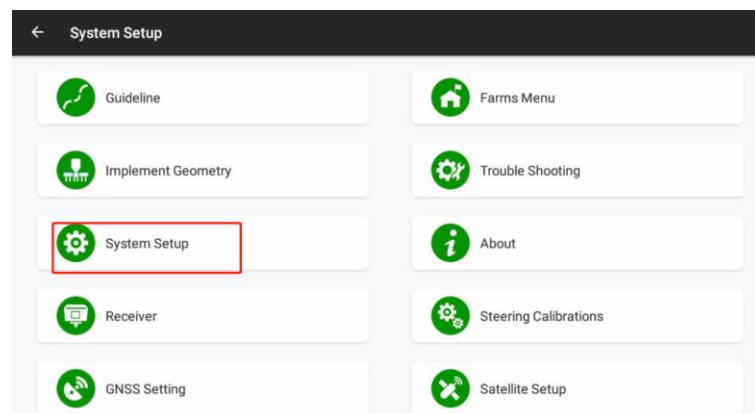 System Setup
Guideline
Farms Menu
Implement Geometry
Trouble Shooting
System Setup
About
Receiver
Steering Calibrations
GNSS Setting
Satellite Setup